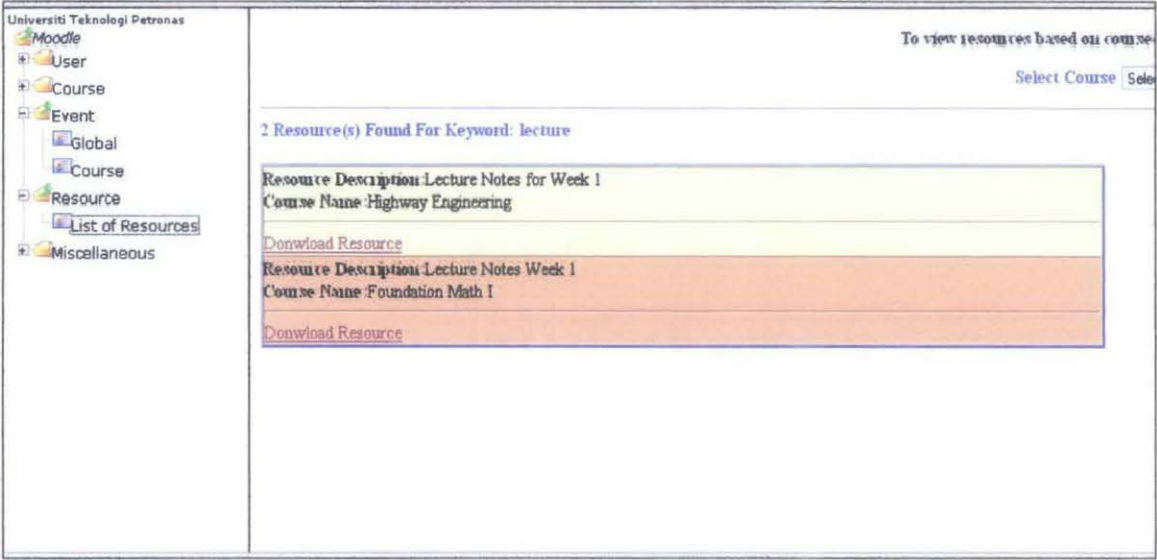 Universiti Teknologi Petronas
Moodle
User
Course
Event
Global
Course
Resource
List of Resources
Miscellaneous
To view resources based on course
Select Course Sele
2 Resource(s) Found For Keyword: lecture
Resource Description:Lecture Notes for Week 1
Course Name:Highway Engineering
Donwload Resource
Resource Description:Lecture Notes Week 1
Course Name:Foundation Math I
Donwload Resource